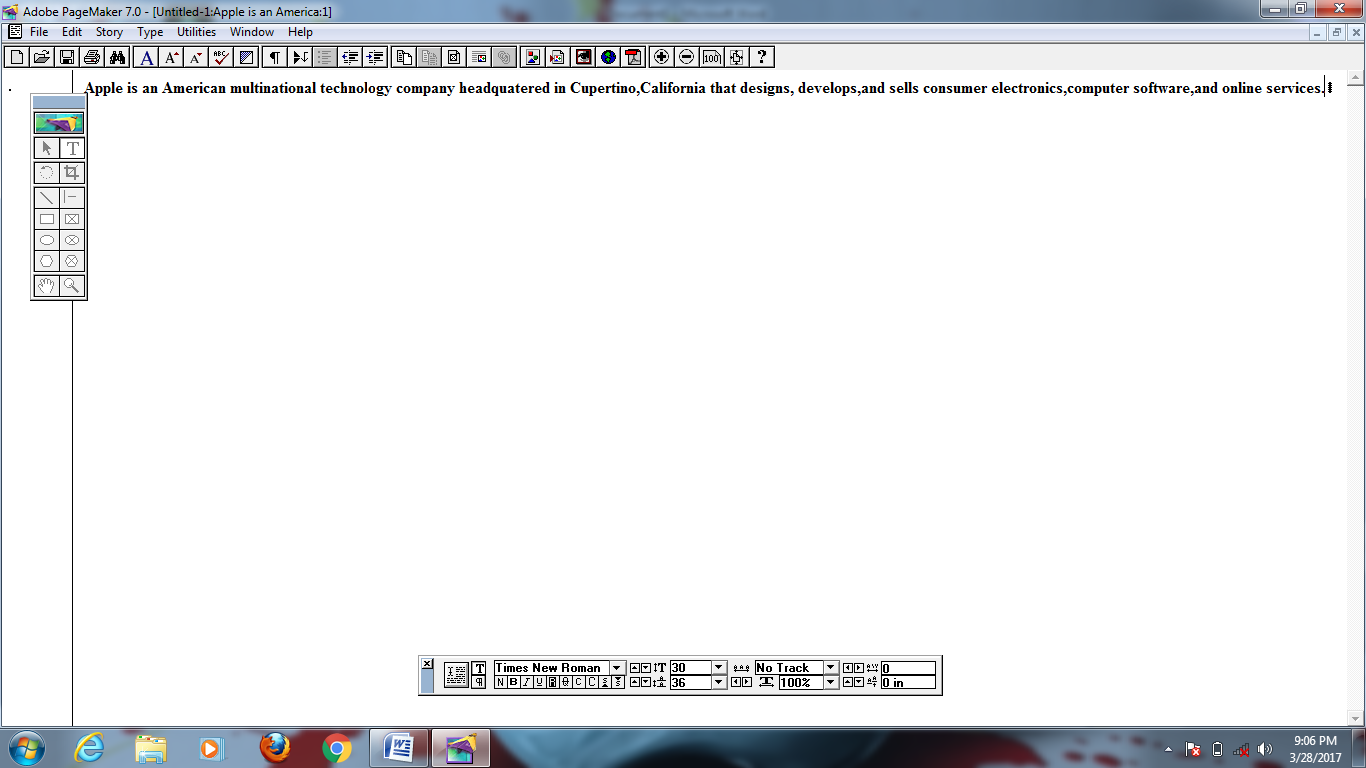 Adobe PageMaker 7.0 - [Untitled-1:Apple is an America:1]
File Edit Story Type Utilities Window Help
Apple is an American multinational technology company headquatered in Cupertino,California that designs, develops,and sells consumer electronics,computer software,and online services.
T
T Times New Roman T 30 No Track 0
N B I U C C 36 100% 0 in
9:06 PM
3/28/2017